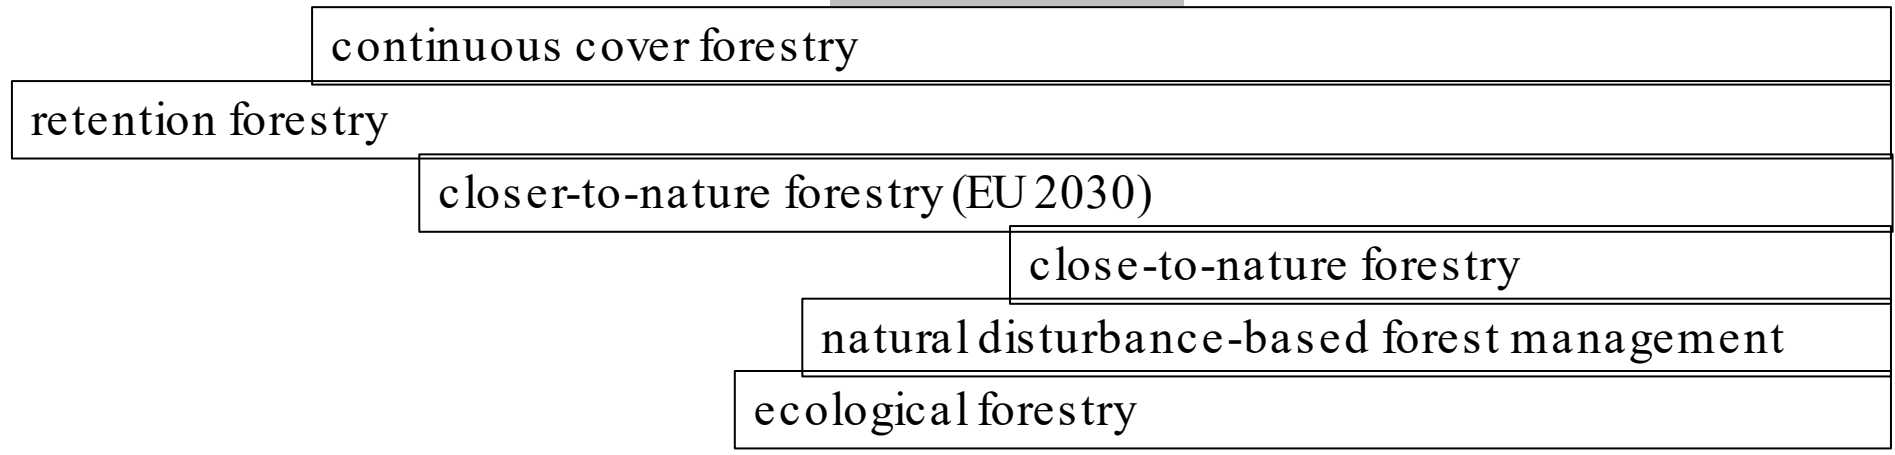 continuous cover forestry
retention forestry
closer-to-nature forestry (EU 2030)
close-to-nature forestry
natural disturbance-based forest management
ecological forestry